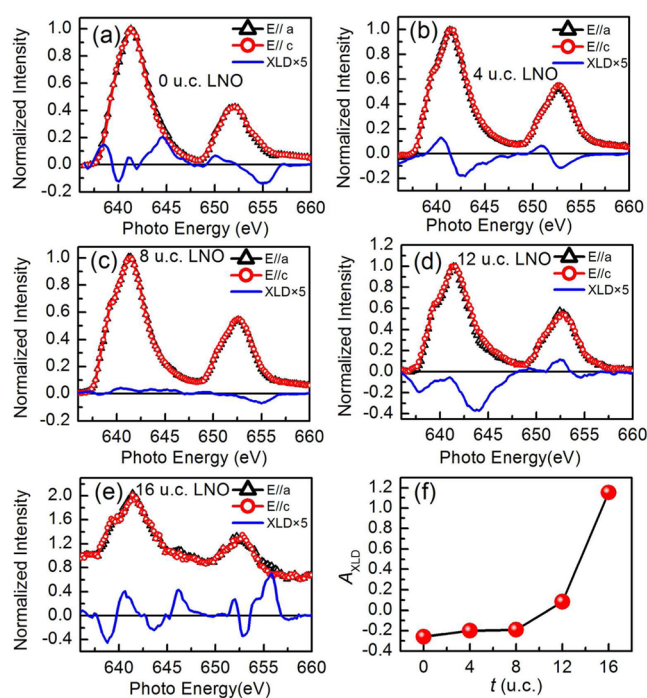 (a)
E// a
E// c
XLD×5
0 u.c. LNO
1.0
0.8
0.6
0.4
0.2
0.0
-0.2
640 645 650 655 660
Photo Energy (eV)
Normalized Intensity
(b)
E// a
E//c
XLD×5
4 u.c. LNO
1.0
0.8
0.6
0.4
0.2
0.0
-0.2
640 645 650 655 660
Photo Energy (eV)
Normalized Intensity
(c)
8 u.c. LNO
E//a
E//c
XLD×5
1.0
0.8
0.6
0.4
0.2
0.0
-0.2
640 645 650 655 660
Photo Energy (eV)
Normalized Intensity
(d)
12 u.c. LNO
E//a
E//c
XLD×5
1.2
1.0
0.8
0.6
0.4
0.2
0.0
-0.2
-0.4
640 645 650 655 660
Photo Energy(eV)
Normalized Intensity
(e)
16 u.c. LNO
E//a
E//c
XLD×5
2.0
1.6
1.2
0.8
0.4
0.0
-0.4
640 645 650 655 660
Photo Energy (eV)
Normalized Intensity
(f)
1.2
1.0
0.8
0.6
0.4
0.2
0.0
-0.2
-0.4
0 4 8 12 16
t (u.c.)
AXLD